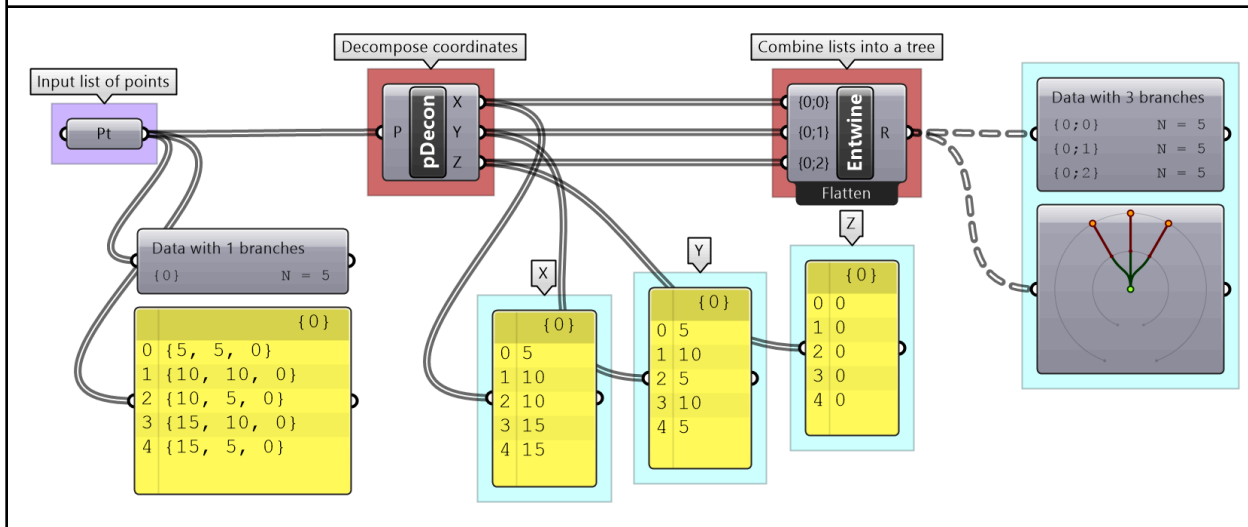 Input list of points
Pt
Decompose coordinates
P
pDecon
X
Y
Z
Combine lists into a tree
{0;0}
{0;1}
{0;2}
Entwine
R
Flatten
Data with 3 branches
{0;0} N = 5
{0;1} N = 5
{0;2} N = 5
Data with 1 branches
{0} N = 5
{0}
0 {5, 5, 0}
1 {10, 10, 0}
2 {10, 5, 0}
3 {15, 10, 0}
4 {15, 5, 0}
X
{0}
0 5
1 10
2 10
3 15
4 15
Y
{0}
0 5
1 10
2 5
3 10
4 5
Z
{0}
0 0
1 0
2 0
3 0
4 0